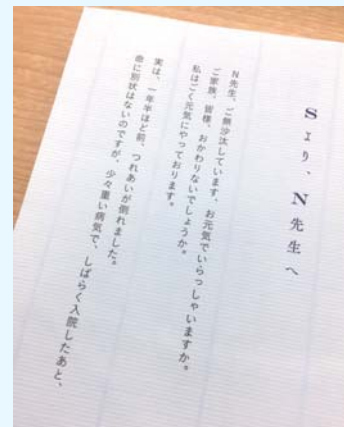 Sより、N先生へ
N先生、ご無沙汰しています、お元気でいらっしゃいますか。
ご家族、皆様、おかわりないでしょうか。
私はごく元気にやっております。
実は、一年半ほど前、つれあいが倒れました。
命に別状はないのですが、少々重い病気で、しばらく入院したあと、